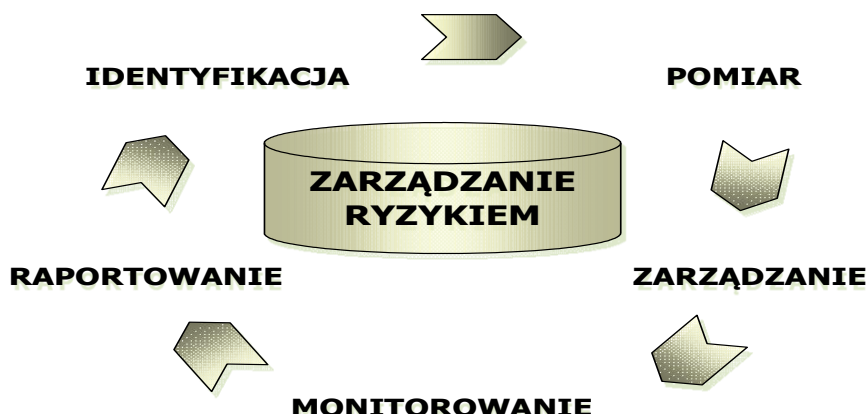 IDENTYFIKACJA
POMIAR
ZARZĄDZANIE
RYZYKIEM
RAPORTOWANIE
ZARZĄDZANIE
MONITOROWANIE